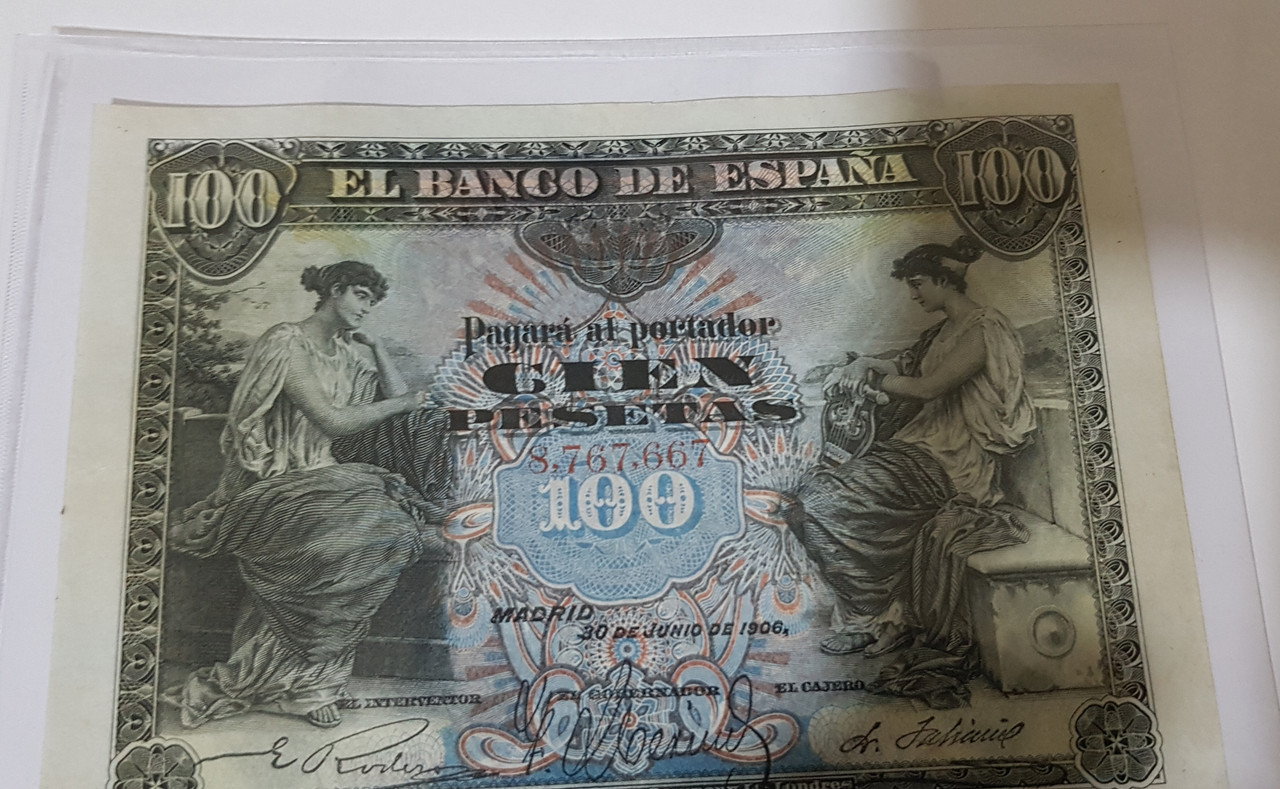 100 EL BANCO DE ESPAÑA 100
Pagará al portador
CIEN
PESETAS
8,767,667
100
MADRID
30 DE JUNIO DE 1906,
EL INTERVENTOR EL GOBERNADOR EL CAJERO
Londres